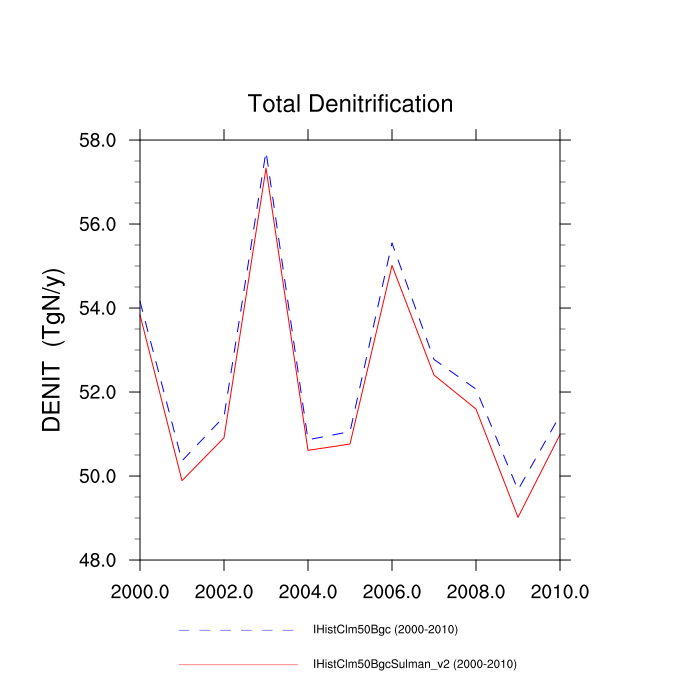 Total Denitrification
DENIT (TgN/y)
58.0
56.0
54.0
52.0
50.0
48.0
2000.0 2002.0 2004.0 2006.0 2008.0 2010.0
IHistClm50Bgc (2000-2010)
IHistClm50BgcSulman_v2 (2000-2010)